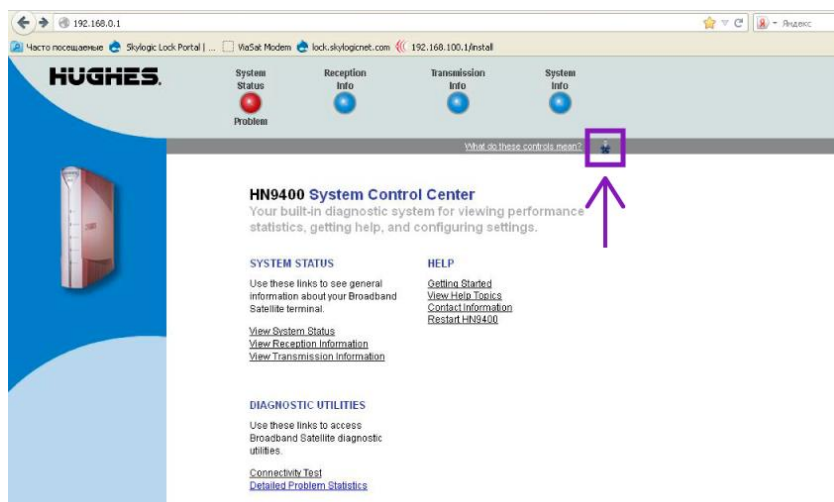 192.168.0.1
Яндекс
Часто посещаемые Skylogic Lock Portal | ... ViaSat Modem lock.skylogicnet.com 192.168.100.1/install
HUGHES.
System Status Problem
Reception Info
Transmission Info
System Info
What do these controls mean?
HN9400 System Control Center
Your built-in diagnostic system for viewing performance
statistics, getting help, and configuring settings.
SYSTEM STATUS
Use these links to see general
information about your Broadband
Satellite terminal.
View System Status
View Reception Information
View Transmission Information
HELP
Getting Started
View Help Topics
Contact Information
Restart HN9400
DIAGNOSTIC UTILITIES
Use these links to access
Broadband Satellite diagnostic
utilities.
Connectivity Test
Detailed Problem Statistics